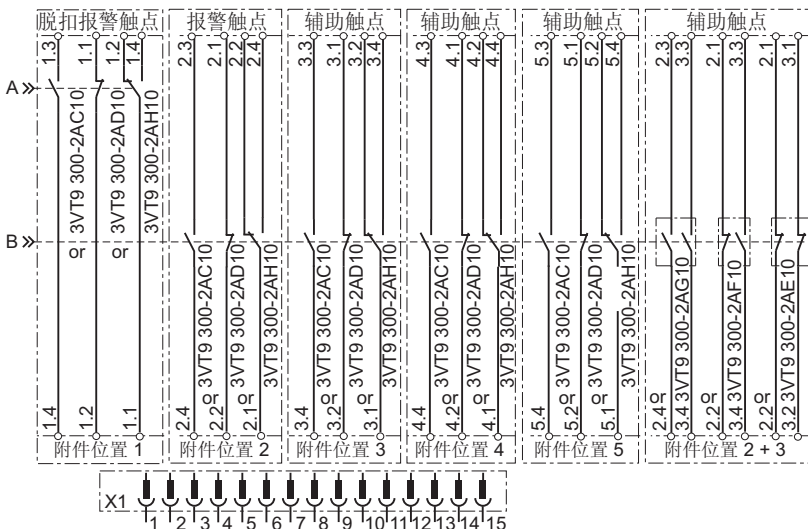 脱扣报警触点
报警触点
辅助触点
辅助触点
辅助触点
辅助触点
1.3
1.1
1.2
1.4
2.3
2.1
2.2
2.4
3.3
3.1
3.2
3.4
4.3
4.1
4.2
4.4
5.3
5.1
5.2
5.4
2.3
3.3
2.1
3.3
2.1
3.1
A
3VT9 300-2AC10
or
3VT9 300-2AD10
or
3VT9 300-2AH10
B
3VT9 300-2AC10
or
3VT9 300-2AD10
or
3VT9 300-2AH10
3VT9 300-2AC10
or
3VT9 300-2AD10
or
3VT9 300-2AH10
3VT9 300-2AC10
or
3VT9 300-2AD10
or
3VT9 300-2AH10
3VT9 300-2AC10
or
3VT9 300-2AD10
or
3VT9 300-2AH10
3VT9 300-2AG10
or
3VT9 300-2AF10
or
3VT9 300-2AE10
or
1.4
1.2
1.1
2.4
2.2
2.1
3.4
3.2
3.1
4.4
4.2
4.1
5.4
5.2
5.1
2.4
3.4
2.2
3.4
2.2
3.2
附件位置 1
附件位置 2
附件位置 3
附件位置 4
附件位置 5
附件位置 2 + 3
X1
1 2 3 4 5 6 7 8 9 10 11 12 13 14 15